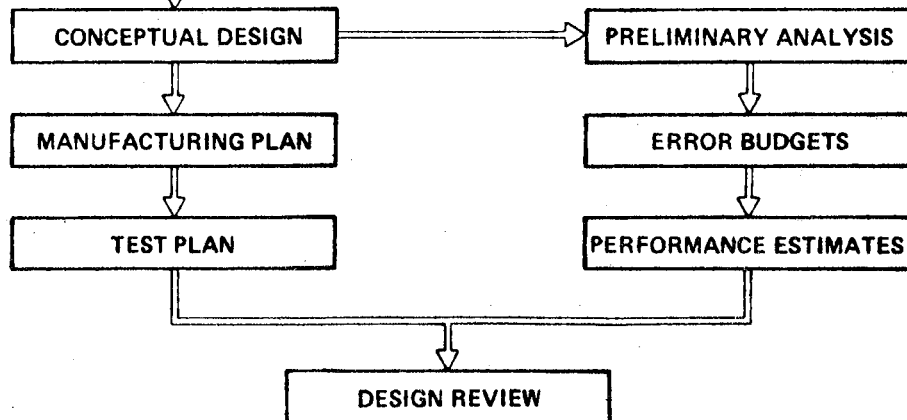 CONCEPTUAL DESIGN
PRELIMINARY ANALYSIS
MANUFACTURING PLAN
ERROR BUDGETS
TEST PLAN
PERFORMANCE ESTIMATES
DESIGN REVIEW